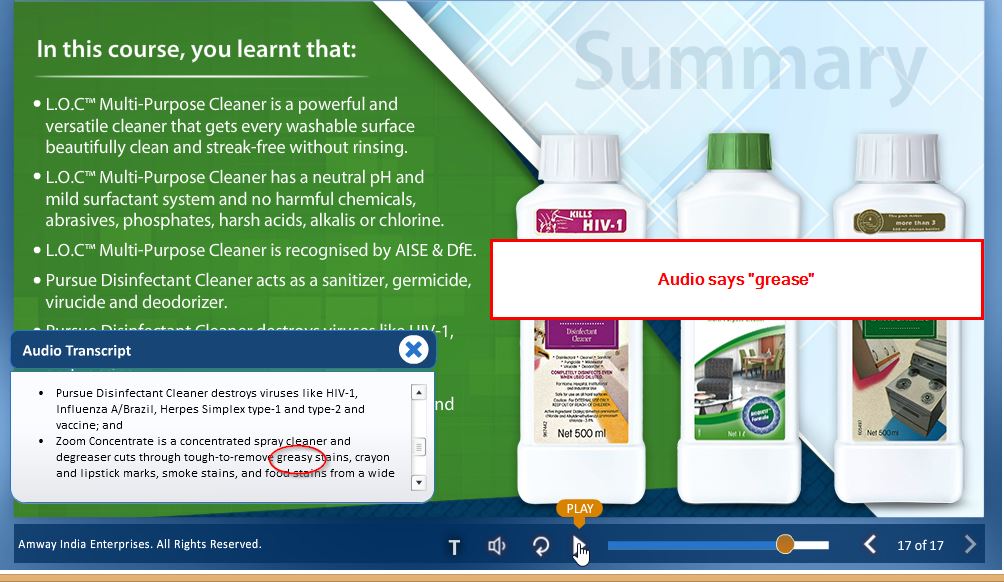 Summary
In this course, you learnt that:
• L.O.C™ Multi-Purpose Cleaner is a powerful and
versatile cleaner that gets every washable surface
beautifully clean and streak-free without rinsing.
• L.O.C™ Multi-Purpose Cleaner has a neutral pH and
mild surfactant system and no harmful chemicals,
abrasives, phosphates, harsh acids, alkalis or chlorine.
• L.O.C™ Multi-Purpose Cleaner is recognised by AISE & DfE.
• Pursue Disinfectant Cleaner acts as a sanitizer, germicide,
virucide and deodorizer.
• Pursue Disinfectant Cleaner destroys viruses like HIV-1,
and
KILLS
HIV-1
more than 3
Audio says "grease"
Disinfectant
Cleaner
COMPLETELY DISINFECTS EVEN
WHEN USED DILUTED.
Net 500 ml
Net 1 ℓ
Net 500 ml
Audio Transcript
• Pursue Disinfectant Cleaner destroys viruses like HIV-1,
Influenza A/Brazil, Herpes Simplex type-1 and type-2 and
vaccine; and
• Zoom Concentrate is a concentrated spray cleaner and
degreaser cuts through tough-to-remove greasy stains, crayon
and lipstick marks, smoke stains, and food stains from a wide
PLAY
Amway India Enterprises. All Rights Reserved.
T
17 of 17